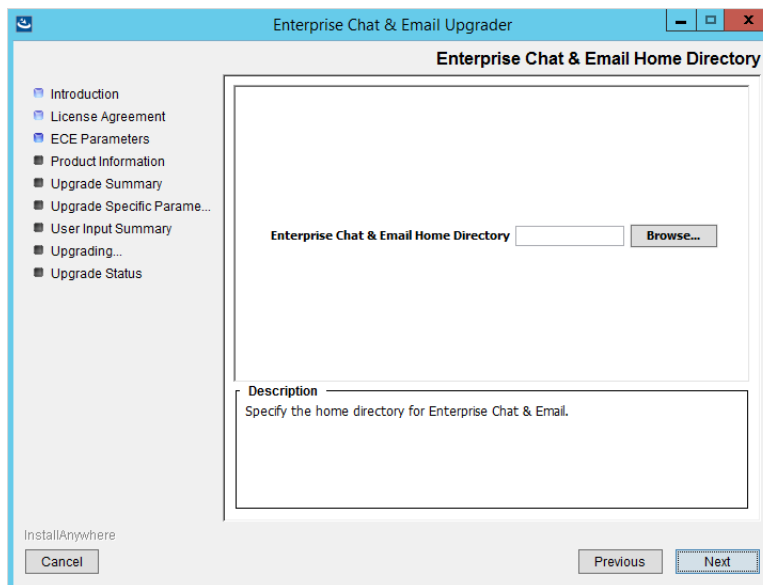 Enterprise Chat & Email Upgrader
Enterprise Chat & Email Home Directory
Introduction
License Agreement
ECE Parameters
Product Information
Upgrade Summary
Upgrade Specific Parame...
User Input Summary
Upgrading...
Upgrade Status
Enterprise Chat & Email Home Directory
Browse...
Description
Specify the home directory for Enterprise Chat & Email.
InstallAnywhere
Cancel
Previous
Next